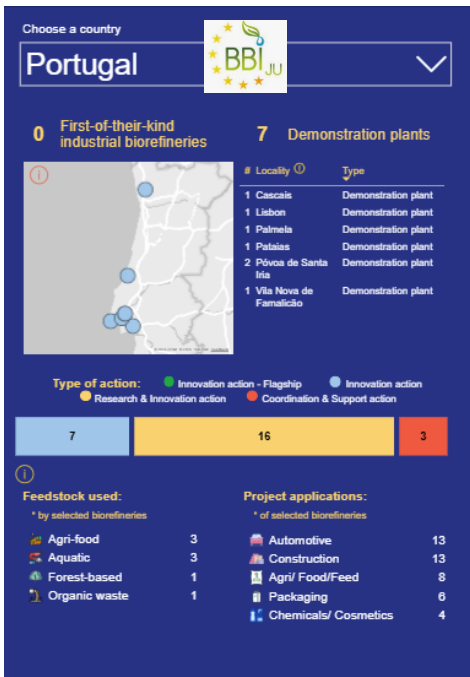 Choose a country
Portugal
BBI JU
0 First-of-their-kind industrial biorefineries
7 Demonstration plants
# Locality Type
1 Cascais Demonstration plant
1 Lisbon Demonstration plant
1 Palmela Demonstration plant
1 Pataias Demonstration plant
2 Póvoa de Santa Iria Demonstration plant
1 Vila Nova de Famalicão Demonstration plant
Type of action: Innovation action - Flagship Innovation action
Research & Innovation action Coordination & Support action
7 16 3
Feedstock used:
* by selected biorefineries
Agri-food 3
Aquatic 3
Forest-based 1
Organic waste 1
Project applications:
* of selected biorefineries
Automotive 13
Construction 13
Agri/ Food/Feed 8
Packaging 6
Chemicals/ Cosmetics 4